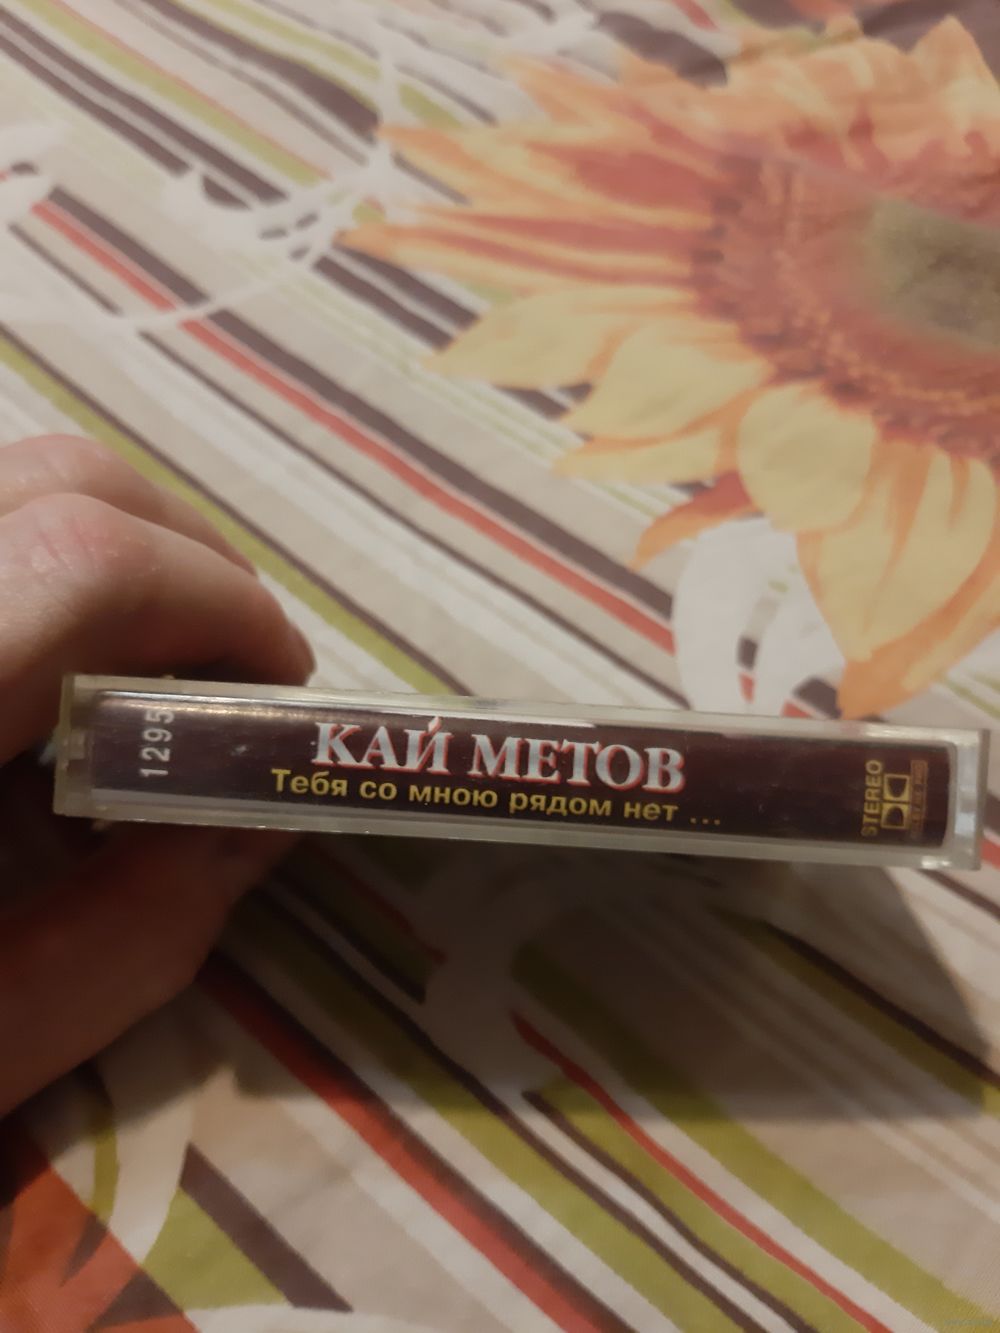 1295
КАЙ МЕТОВ
Тебя со мною рядом нет ...
STEREO